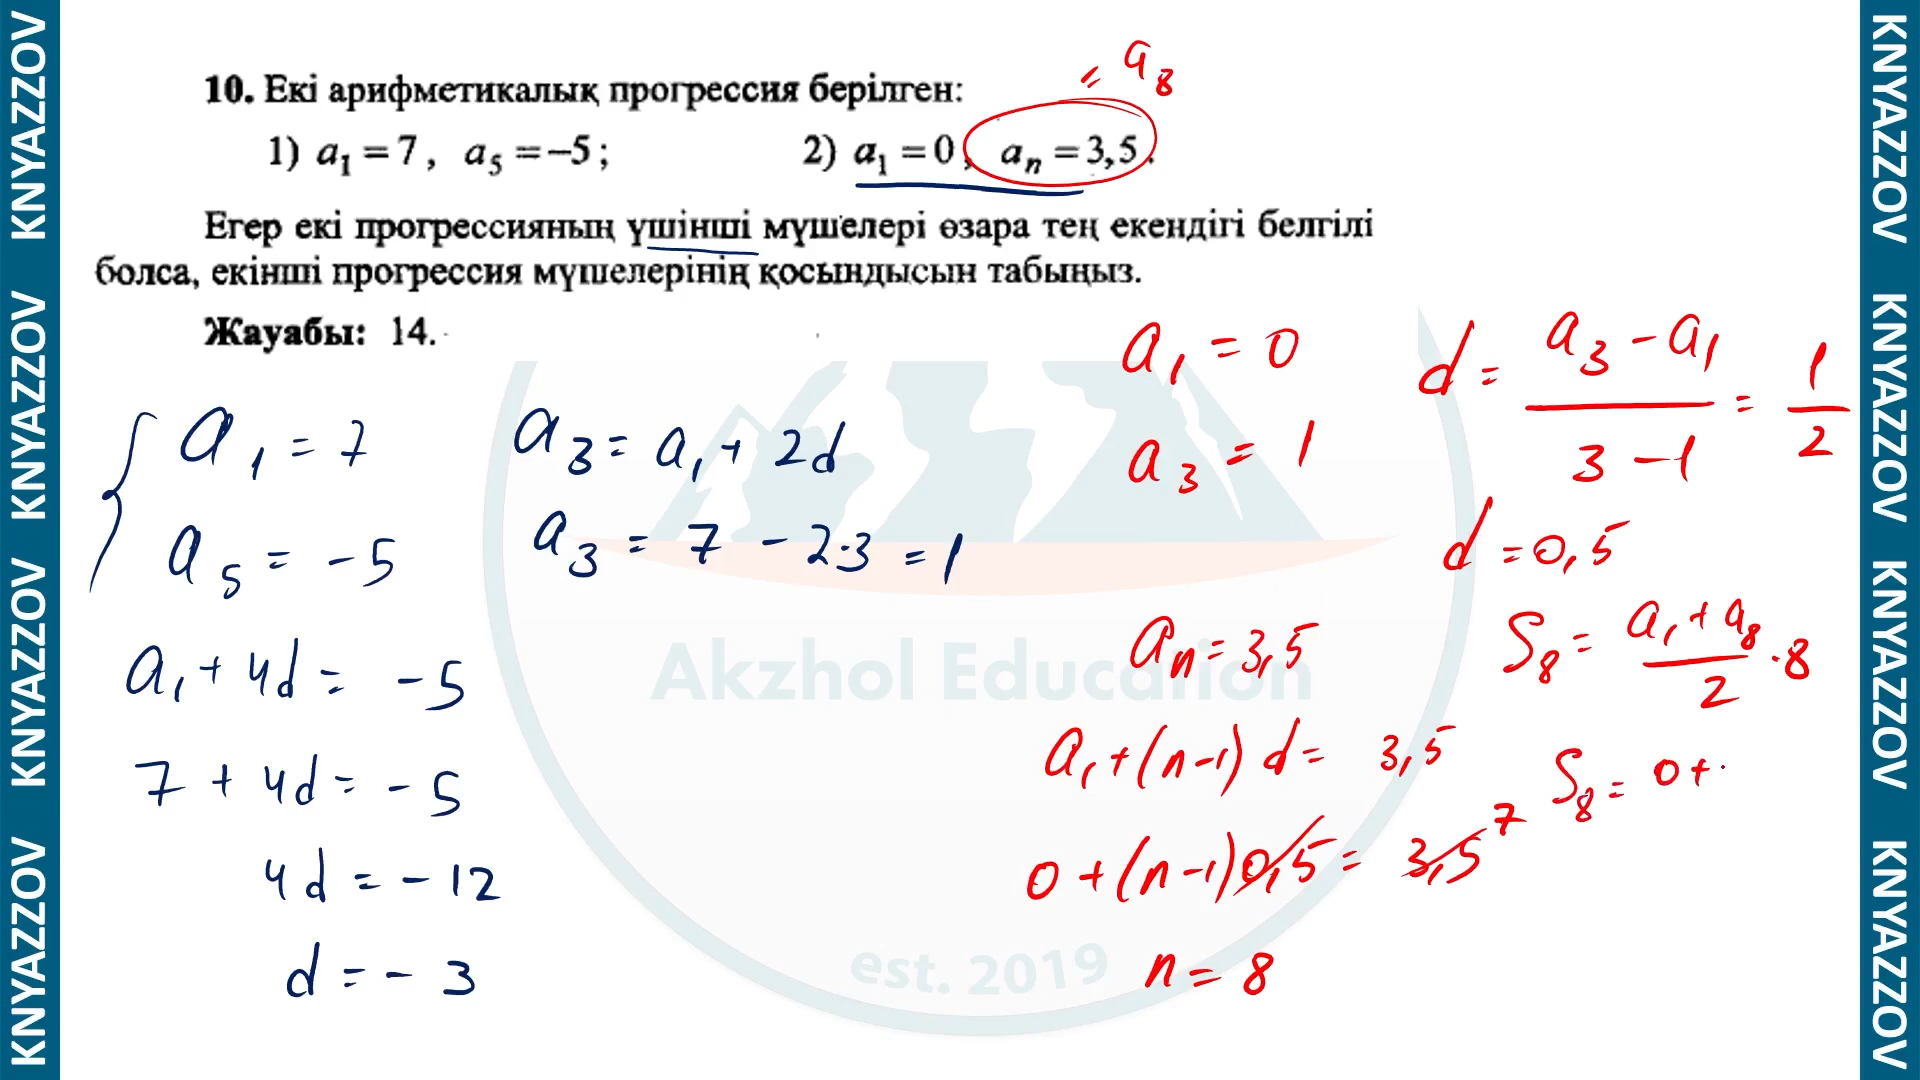 KNYAZZOV KNYAZZOV KNYAZZOV KNYAZZOV
= a₈
10. Екі арифметикалық прогрессия берілген:
1) a₁ = 7, a₅ = –5; 2) a₁ = 0, aₙ = 3,5.
Егер екі прогрессияның үшінші мүшелері өзара тең екендігі белгілі
болса, екінші прогрессия мүшелерінің қосындысын табыңыз.
Жауабы: 14.
a₁ = 7
a₅ = -5
a₁ + 4d = -5
7 + 4d = -5
4d = -12
d = -3
a₃ = a₁ + 2d
a₃ = 7 - 2·3 = 1
a₁ = 0
a₃ = 1
d = (a₃ - a₁)/(3 - 1) = 1/2
d = 0,5
aₙ = 3,5
a₁ + (n-1) d = 3,5
0 + (n-1) 0,5 = 3,5 7
n = 8
S₈ = (a₁ + a₈)/2 · 8
S₈ = 0 +
Akzhol Education
est. 2019
KNYAZZOV KNYAZZOV KNYAZZOV KNYAZZOV